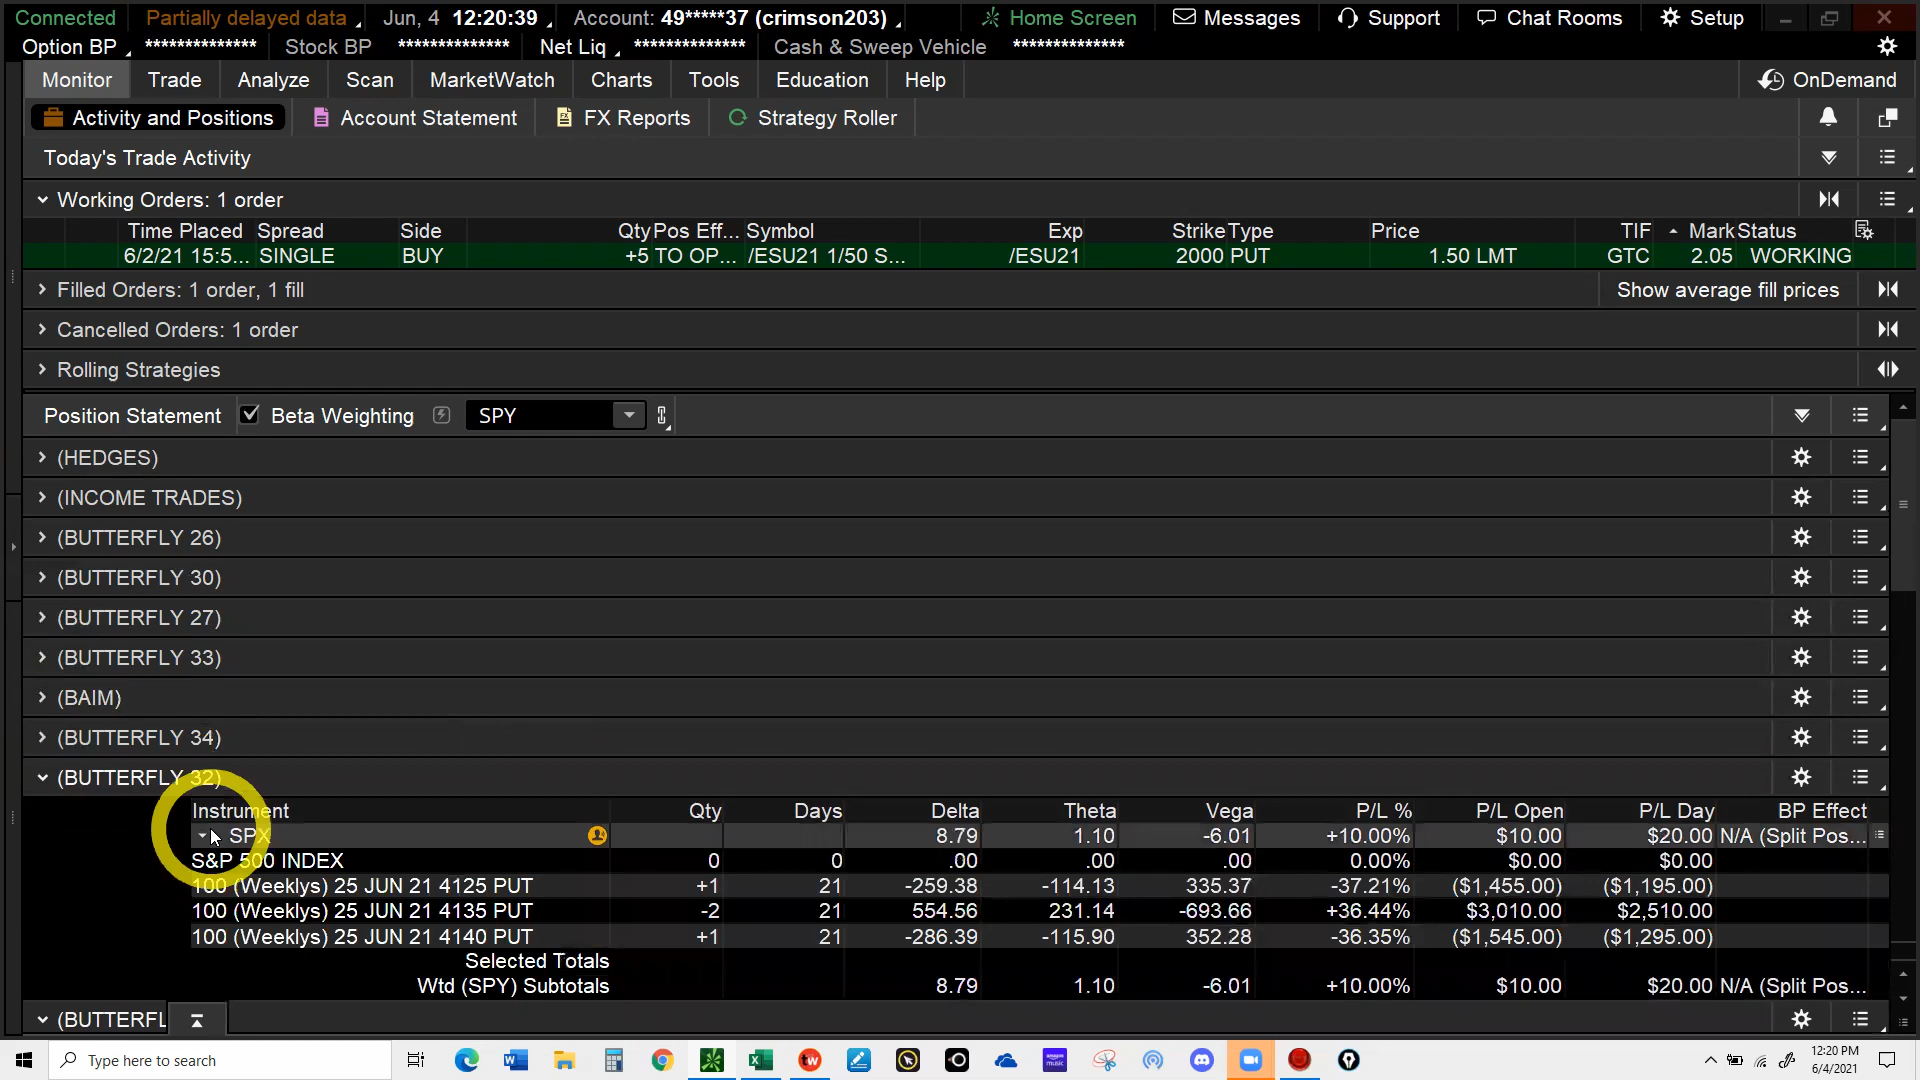 Connected Partially delayed data Jun, 4 12:20:39 Account: 49*****37 (crimson203) Home Screen Messages Support Chat Rooms Setup
Option BP ************** Stock BP ************** Net Liq ************** Cash & Sweep Vehicle **************
Monitor Trade Analyze Scan MarketWatch Charts Tools Education Help OnDemand
Activity and Positions Account Statement FX Reports Strategy Roller
Today's Trade Activity
Working Orders: 1 order
Time Placed Spread Side Qty Pos Eff... Symbol Exp Strike Type Price TIF Mark Status
6/2/21 15:5... SINGLE BUY +5 TO OP... /ESU21 1/50 S... /ESU21 2000 PUT 1.50 LMT GTC 2.05 WORKING
Filled Orders: 1 order, 1 fill Show average fill prices
Cancelled Orders: 1 order
Rolling Strategies
Position Statement Beta Weighting SPY
(HEDGES)
(INCOME TRADES)
(BUTTERFLY 26)
(BUTTERFLY 30)
(BUTTERFLY 27)
(BUTTERFLY 33)
(BAIM)
(BUTTERFLY 34)
(BUTTERFLY 32)
Instrument Qty Days Delta Theta Vega P/L % P/L Open P/L Day BP Effect
SPX 8.79 1.10 -6.01 +10.00% $10.00 $20.00 N/A (Split Pos...
S&P 500 INDEX 0 0 .00 .00 .00 0.00% $0.00 $0.00
100 (Weeklys) 25 JUN 21 4125 PUT +1 21 -259.38 -114.13 335.37 -37.21% ($1,455.00) ($1,195.00)
100 (Weeklys) 25 JUN 21 4135 PUT -2 21 554.56 231.14 -693.66 +36.44% $3,010.00 $2,510.00
100 (Weeklys) 25 JUN 21 4140 PUT +1 21 -286.39 -115.90 352.28 -36.35% ($1,545.00) ($1,295.00)
Selected Totals
Wtd (SPY) Subtotals 8.79 1.10 -6.01 +10.00% $10.00 $20.00 N/A (Split Pos...
(BUTTERFL
Type here to search 12:20 PM
6/4/2021